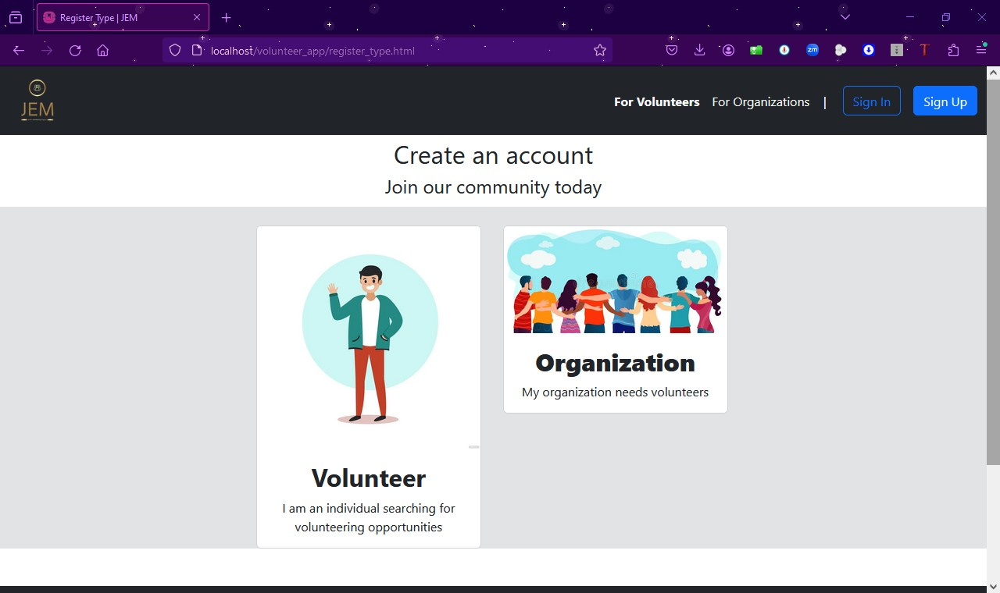 Register Type | JEM
localhost/volunteer_app/register_type.html
zm
T
JEM
For Volunteers
For Organizations
|
Sign In
Sign Up
Create an account
Join our community today
Organization
My organization needs volunteers
Volunteer
I am an individual searching for
volunteering opportunities